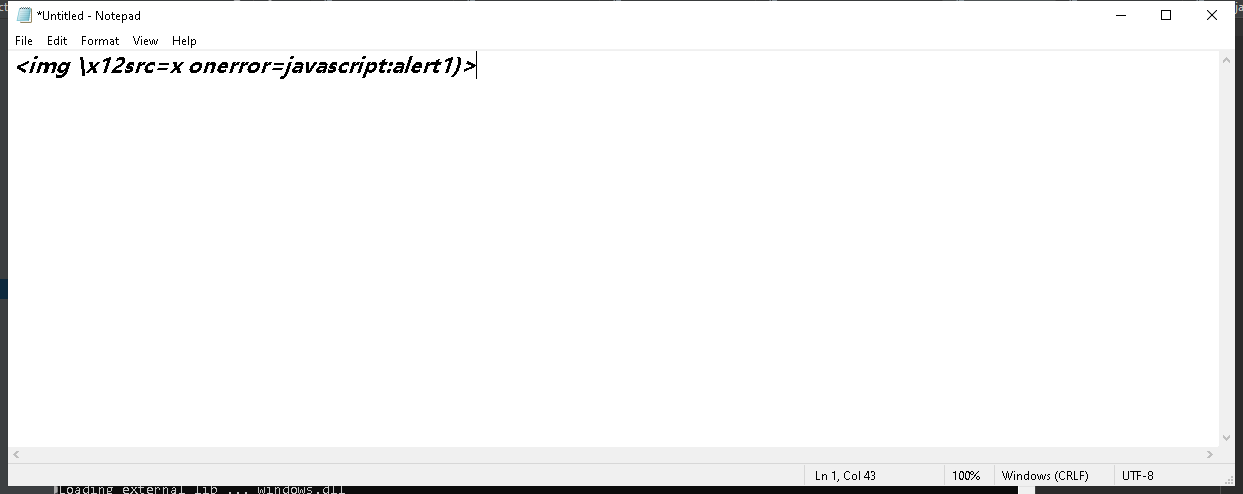 *Untitled - Notepad
File Edit Format View Help
<img \x12src=x onerror=javascript:alert1)>
Ln 1, Col 43 100% Windows (CRLF) UTF-8
Loading external lib ... windows.dll